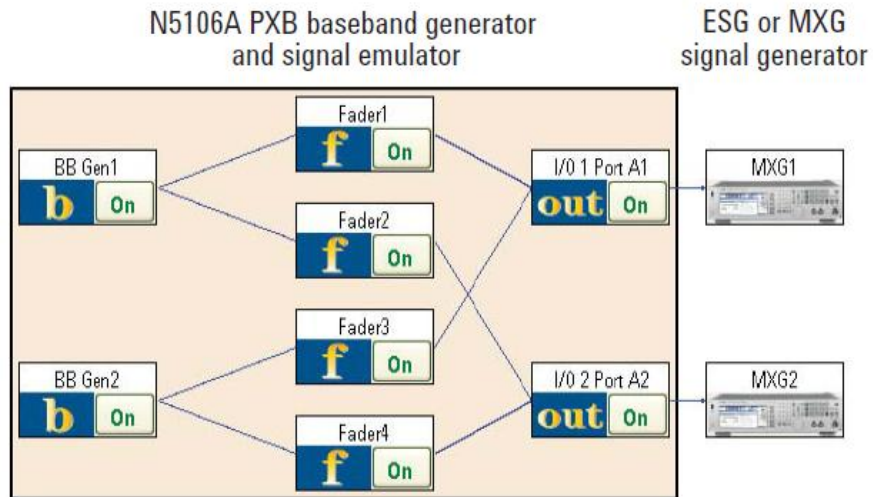 N5106A PXB baseband generator
and signal emulator
ESG or MXG
signal generator
BB Gen1
b
On
Fader1
f
On
Fader2
f
On
I/0 1 Port A1
out
On
MXG1
BB Gen2
b
On
Fader3
f
On
Fader4
f
On
I/0 2 Port A2
out
On
MXG2